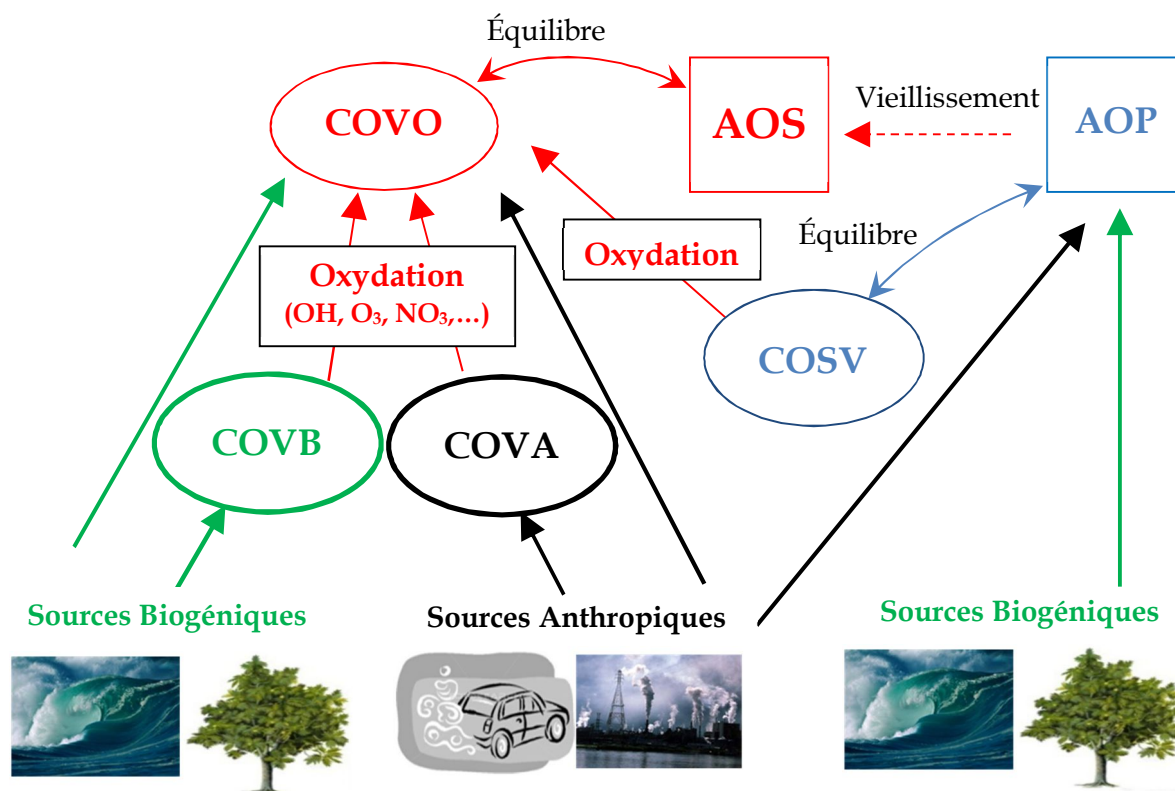 Équilibre
COVO
AOS
Vieillissement
AOP
Oxydation
(OH, O₃, NO₃,…)
Oxydation
Équilibre
COSV
COVB
COVA
Sources Biogéniques
Sources Anthropiques
Sources Biogéniques